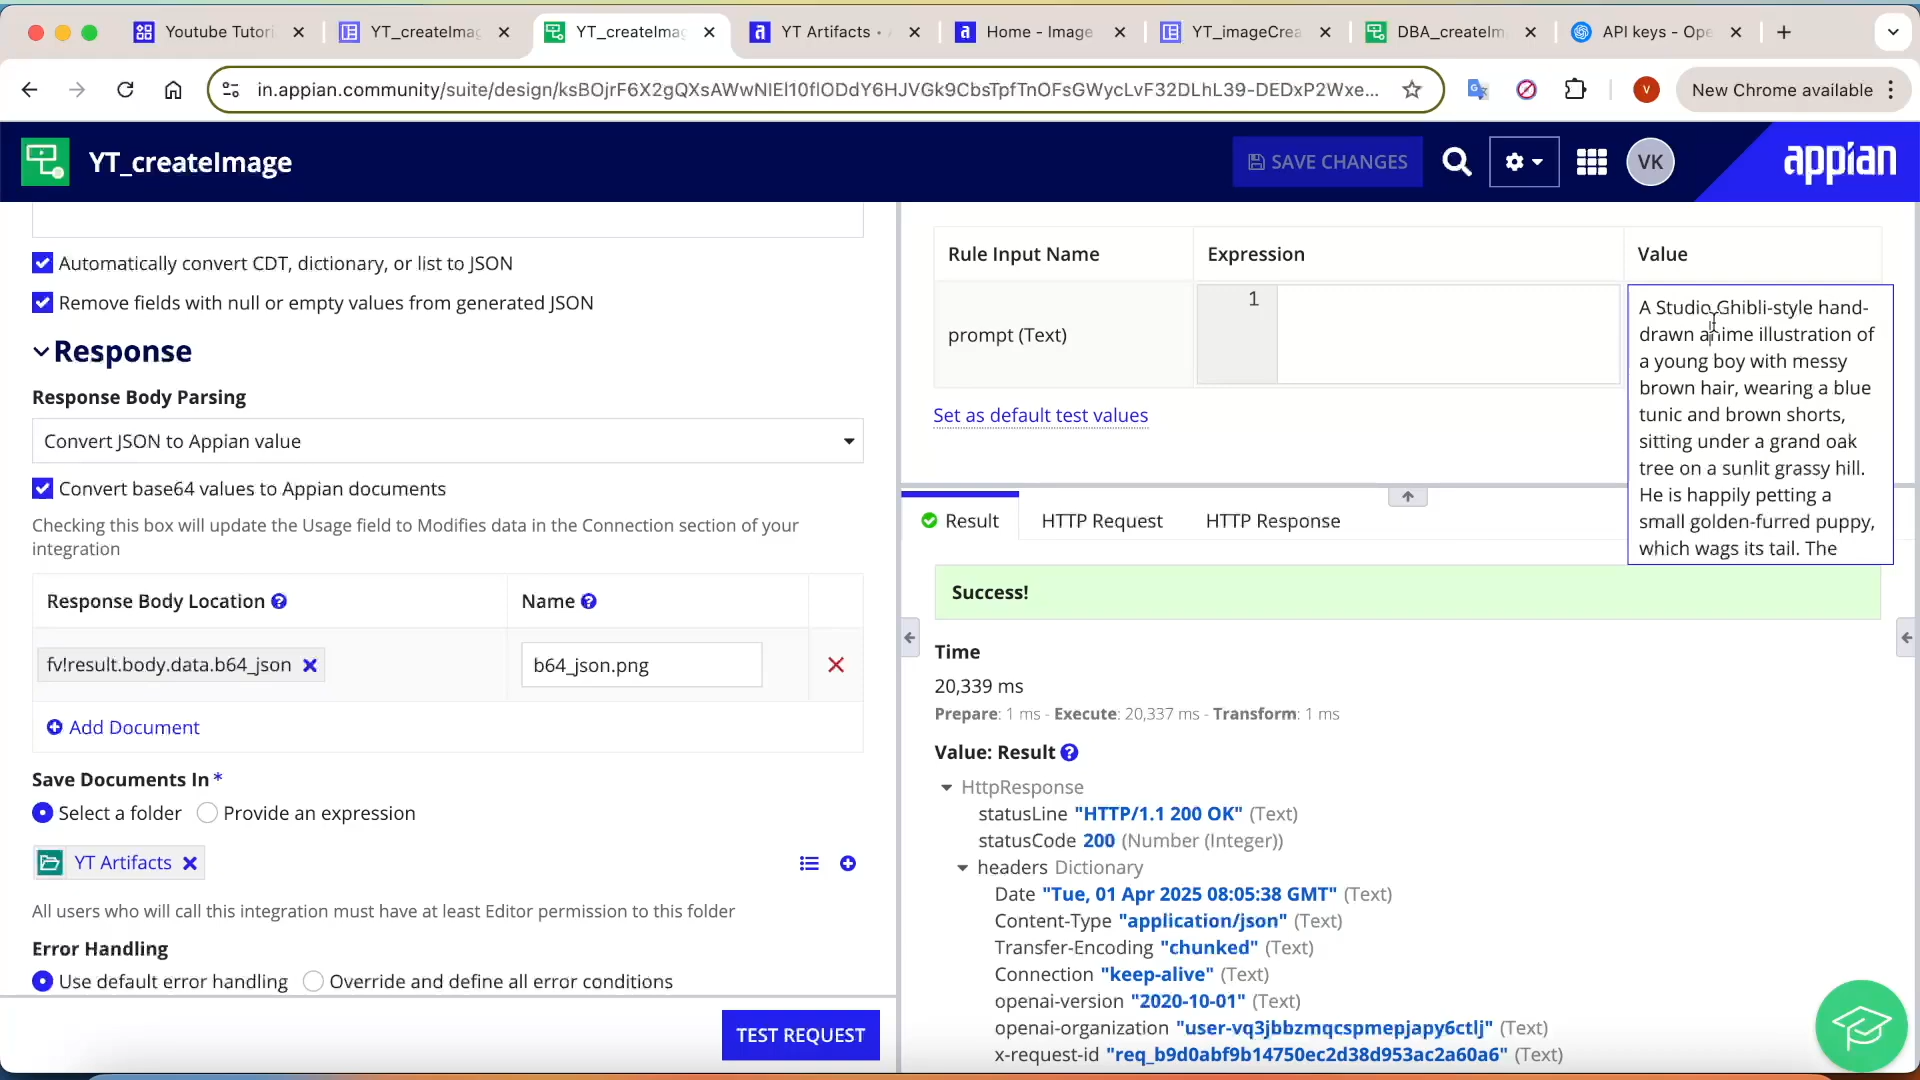 Youtube Tutori
YT_createImag
YT_createImag
YT Artifacts •
Home - Image
YT_imageCrea
DBA_createIm
API keys - Ope
in.appian.community/suite/design/ksBOjrF6X2gQXsAWwNIEl10flODdY6HJVGk9CbsTpfTnOFsGWycLvF32DLhL39-DEDxP2Wxe...
V
New Chrome available
YT_createImage
SAVE CHANGES
VK
appian
Automatically convert CDT, dictionary, or list to JSON
Remove fields with null or empty values from generated JSON
Response
Response Body Parsing
Convert JSON to Appian value
Convert base64 values to Appian documents
Checking this box will update the Usage field to Modifies data in the Connection section of your
integration
Response Body Location
Name
fv!result.body.data.b64_json
b64_json.png
Add Document
Save Documents In *
Select a folder
Provide an expression
YT Artifacts
All users who will call this integration must have at least Editor permission to this folder
Error Handling
Use default error handling
Override and define all error conditions
TEST REQUEST
Rule Input Name
Expression
Value
prompt (Text)
1
A Studio Ghibli-style hand-
drawn anime illustration of
a young boy with messy
brown hair, wearing a blue
tunic and brown shorts,
sitting under a grand oak
tree on a sunlit grassy hill.
He is happily petting a
small golden-furred puppy,
which wags its tail. The
Set as default test values
Result
HTTP Request
HTTP Response
Success!
Time
20,339 ms
Prepare: 1 ms - Execute: 20,337 ms - Transform: 1 ms
Value: Result
HttpResponse
statusLine "HTTP/1.1 200 OK" (Text)
statusCode 200 (Number (Integer))
headers Dictionary
Date "Tue, 01 Apr 2025 08:05:38 GMT" (Text)
Content-Type "application/json" (Text)
Transfer-Encoding "chunked" (Text)
Connection "keep-alive" (Text)
openai-version "2020-10-01" (Text)
openai-organization "user-vq3jbbzmqcspmepjapy6ctlj" (Text)
x-request-id "req_b9d0abf9b14750ec2d38d953ac2a60a6" (Text)